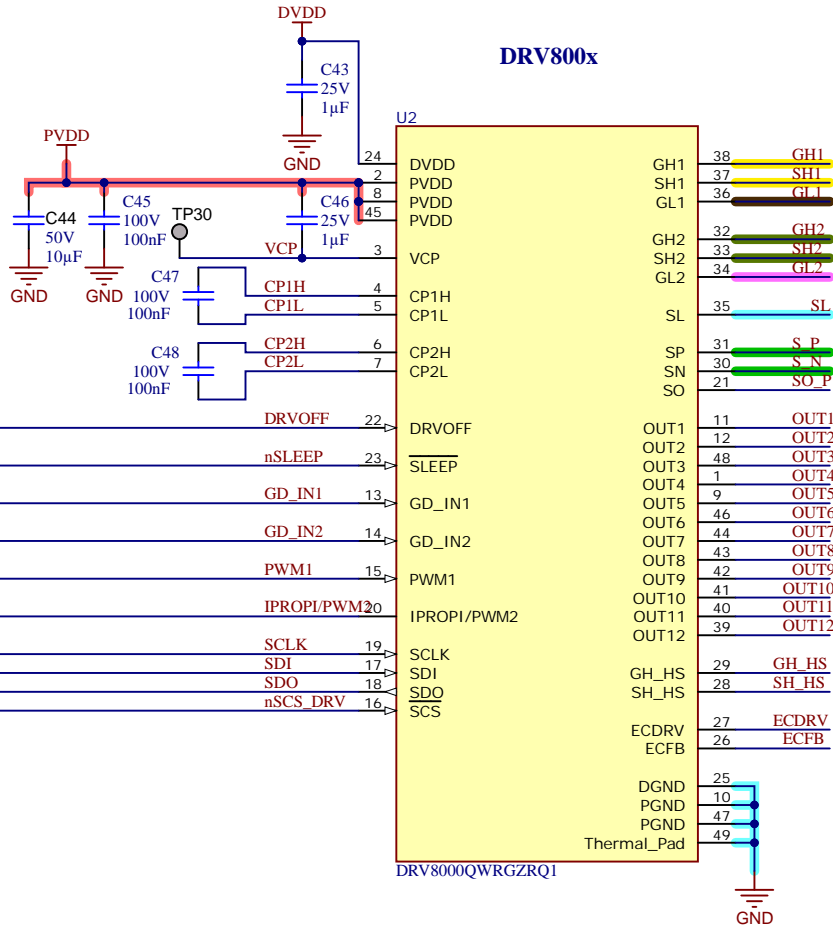 DVDD
DRV800x
C43
25V
1µF
GND
U2
PVDD
C44
50V
10µF
GND
C45
100V
100nF
GND
TP30
C46
25V
1µF
VCP
C47
100V
100nF
CP1H
CP1L
C48
100V
100nF
CP2H
CP2L
DRVOFF
nSLEEP
GD_IN1
GD_IN2
PWM1
IPROPI/PWM2
SCLK
SDI
SDO
nSCS_DRV
24 DVDD
2 PVDD
8 PVDD
45 PVDD
3 VCP
4 CP1H
5 CP1L
6 CP2H
7 CP2L
22 DRVOFF
23 SLEEP
13 GD_IN1
14 GD_IN2
15 PWM1
20 IPROPI/PWM2
19 SCLK
17 SDI
18 SDO
16 SCS
GH1 38 GH1
SH1 37 SH1
GL1 36 GL1
GH2 32 GH2
SH2 33 SH2
GL2 34 GL2
SL 35 SL
SP 31 S_P
SN 30 S_N
SO 21 SO_P
OUT1 11 OUT1
OUT2 12 OUT2
OUT3 48 OUT3
OUT4 1 OUT4
OUT5 9 OUT5
OUT6 46 OUT6
OUT7 44 OUT7
OUT8 43 OUT8
OUT9 42 OUT9
OUT10 41 OUT10
OUT11 40 OUT11
OUT12 39 OUT12
GH_HS 29 GH_HS
SH_HS 28 SH_HS
ECDRV 27 ECDRV
ECFB 26 ECFB
DGND 25
PGND 10
PGND 47
Thermal_Pad 49
DRV8000QWRGZRQ1
GND